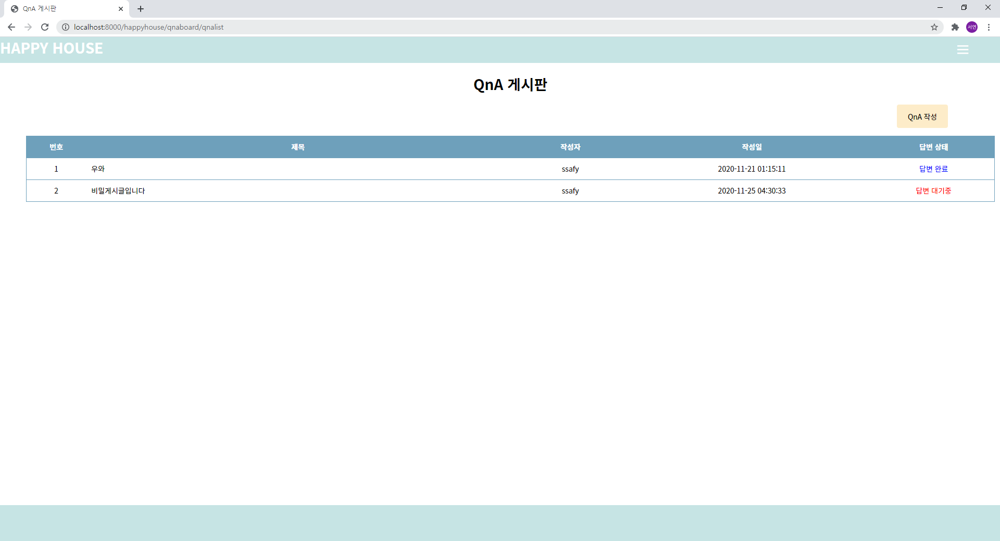 QnA 게시판
localhost:8000/happyhouse/qnaboard/qnalist
서연
HAPPY HOUSE
QnA 게시판
QnA 작성
번호 제목 작성자 작성일 답변 상태
1 우와 ssafy 2020-11-21 01:15:11 답변 완료
2 비밀게시글입니다 ssafy 2020-11-25 04:30:33 답변 대기중